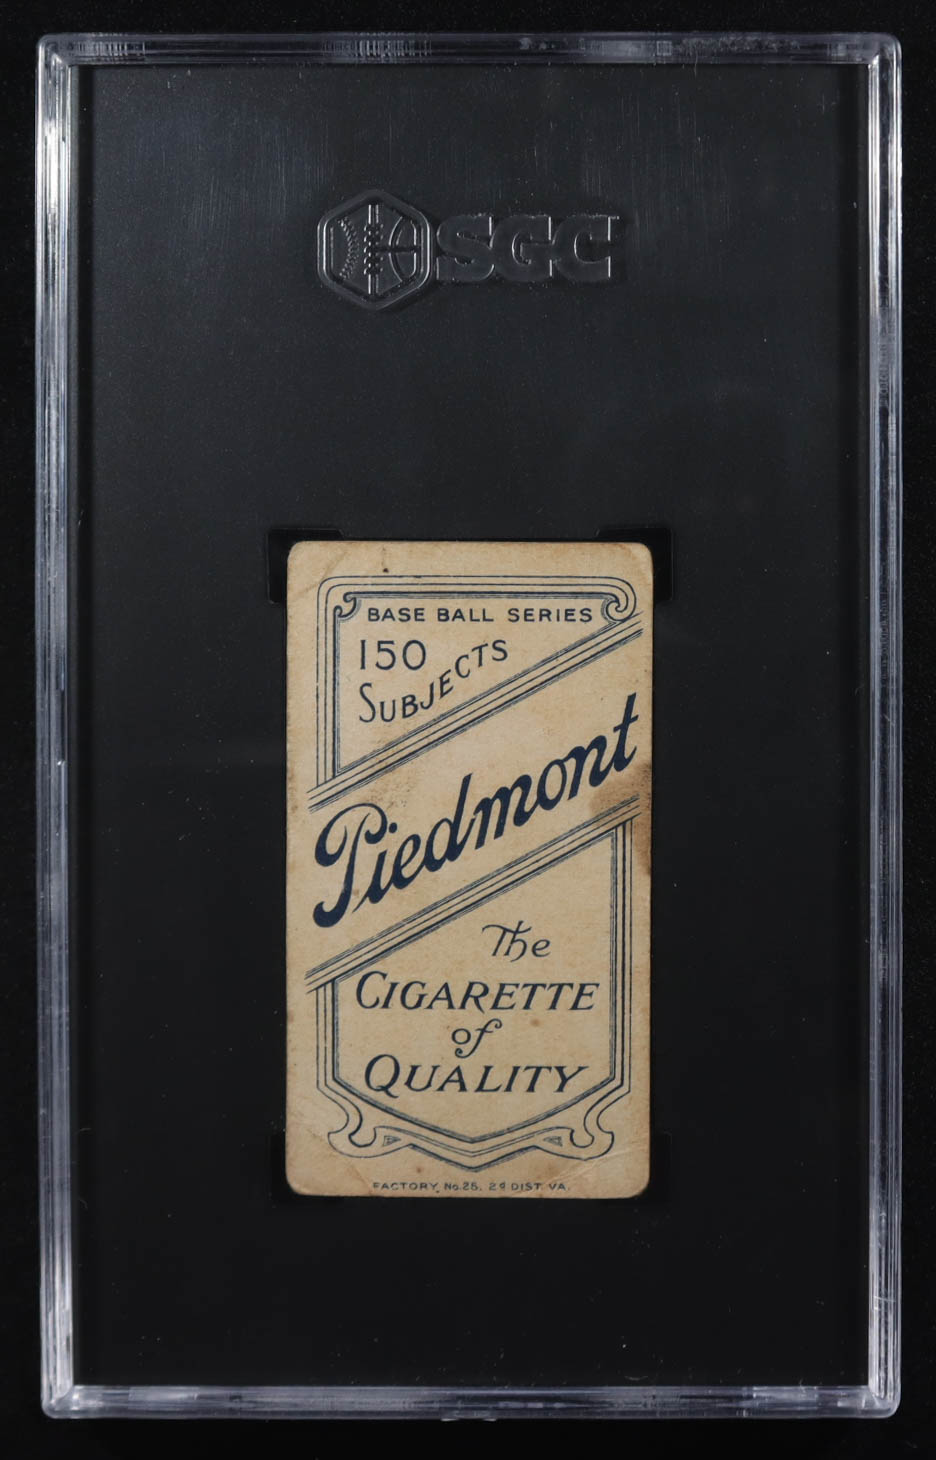 SGC
BASE BALL SERIES
150
SUBJECTS
Piedmont
The
CIGARETTE
of
QUALITY
FACTORY No. 25. 2d DIST. VA.